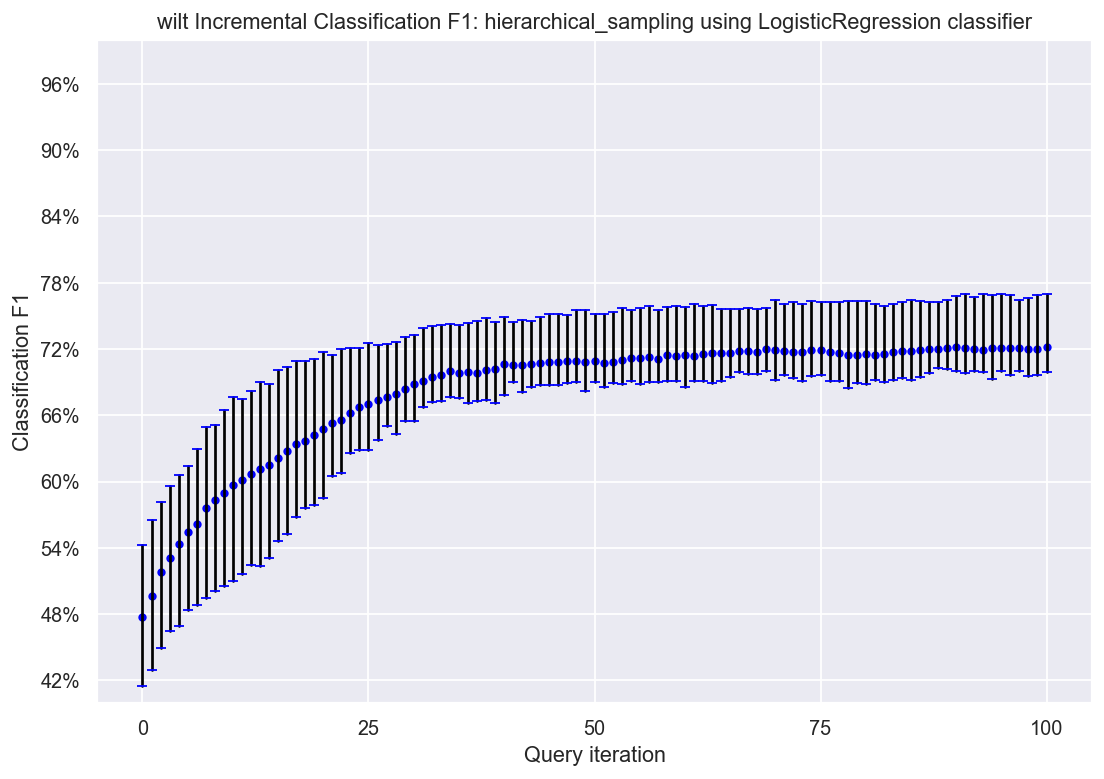 wilt Incremental Classification F1: hierarchical_sampling using LogisticRegression classifier
96%
90%
84%
78%
72%
66%
60%
54%
48%
42%
Classification F1
0 25 50 75 100
Query iteration